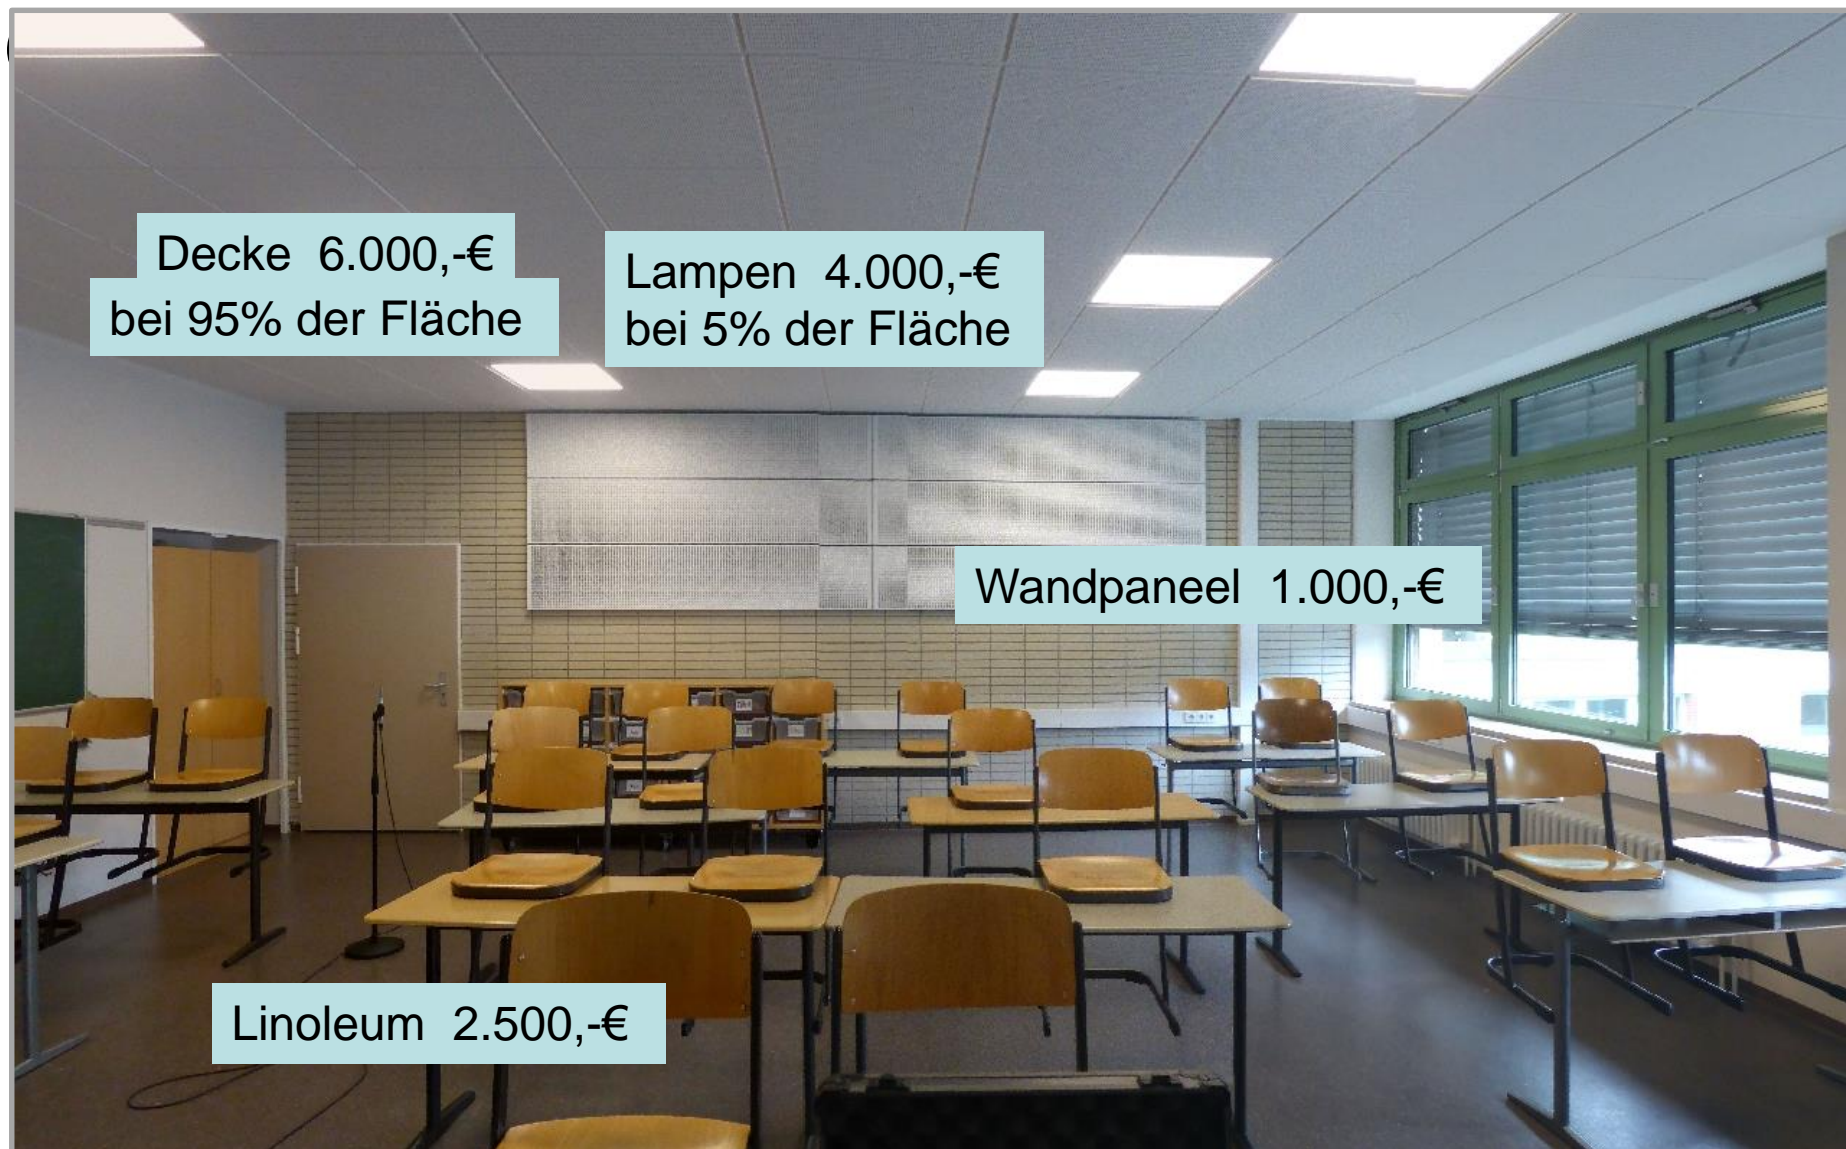 Decke 6.000,-€
bei 95% der Fläche
Lampen 4.000,-€
bei 5% der Fläche
Wandpaneel 1.000,-€
Linoleum 2.500,-€